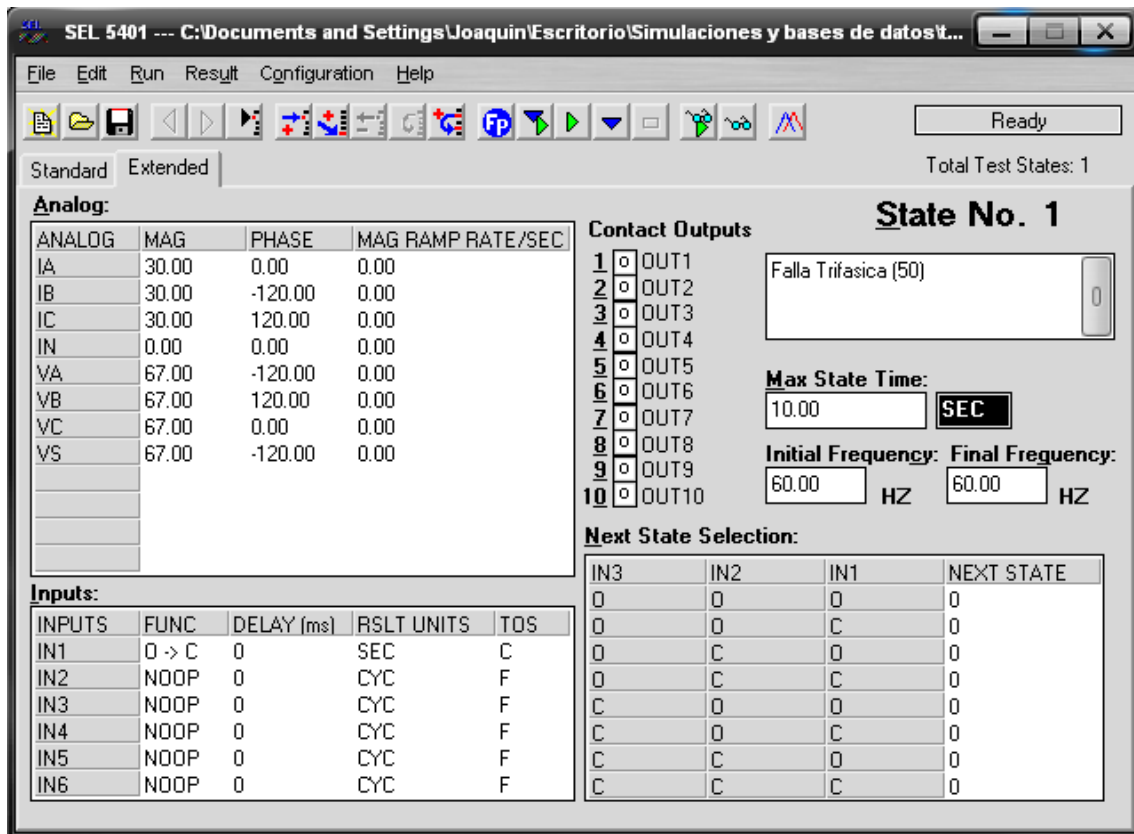 SEL 5401 --- C:\Documents and Settings\Joaquin\Escritorio\Simulaciones y bases de datos\t...
File Edit Run Result Configuration Help
FP
Ready
Standard Extended
Total Test States: 1
Analog:
ANALOG MAG PHASE MAG RAMP RATE/SEC
IA 30.00 0.00 0.00
IB 30.00 -120.00 0.00
IC 30.00 120.00 0.00
IN 0.00 0.00 0.00
VA 67.00 -120.00 0.00
VB 67.00 120.00 0.00
VC 67.00 0.00 0.00
VS 67.00 -120.00 0.00
Inputs:
INPUTS FUNC DELAY (ms) RSLT UNITS TOS
IN1 O -> C 0 SEC C
IN2 NOOP 0 CYC F
IN3 NOOP 0 CYC F
IN4 NOOP 0 CYC F
IN5 NOOP 0 CYC F
IN6 NOOP 0 CYC F
Contact Outputs
1 O OUT1
2 O OUT2
3 O OUT3
4 O OUT4
5 O OUT5
6 O OUT6
7 O OUT7
8 O OUT8
9 O OUT9
10 O OUT10
State No. 1
Falla Trifasica (50)
0
Max State Time:
10.00 SEC
Initial Frequency: Final Frequency:
60.00 HZ 60.00 HZ
Next State Selection:
IN3 IN2 IN1 NEXT STATE
O O O 0
O O C 0
O C O 0
O C C 0
C O O 0
C O C 0
C C O 0
C C C 0